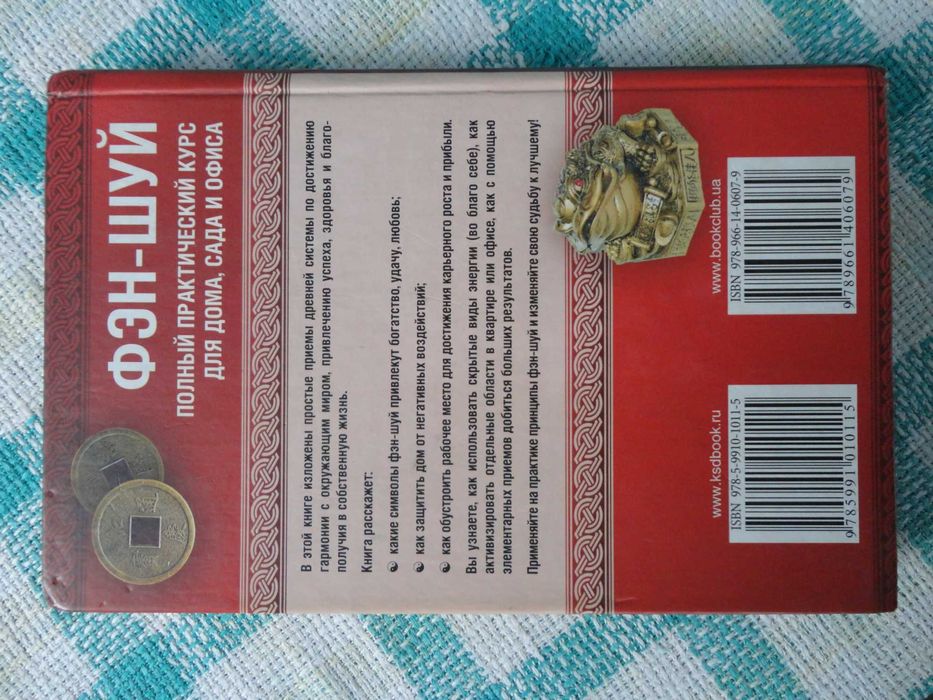 ФЭН-ШУЙ
ПОЛНЫЙ ПРАКТИЧЕСКИЙ КУРС
ДЛЯ ДОМА, САДА И ОФИСА
В этой книге изложены простые приемы древней системы по достижению
гармонии с окружающим миром, привлечению успеха, здоровья и благо-
получия в собственную жизнь.
Книга расскажет:
какие символы фэн-шуй привлекут богатство, удачу, любовь;
как защитить дом от негативных воздействий;
как обустроить рабочее место для достижения карьерного роста и прибыли.
Вы узнаете, как использовать скрытые виды энергии (во благо себе), как
активизировать отдельные области в квартире или офисе, как с помощью
элементарных приемов добиться больших результатов.
Применяйте на практике принципы фэн-шуй и изменяйте свою судьбу к лучшему!
www.ksdbook.ru
ISBN 978-5-9910-1011-5
9 785991 010115
www.bookclub.ua
ISBN 978-966-14-0607-9
9 789661 406079